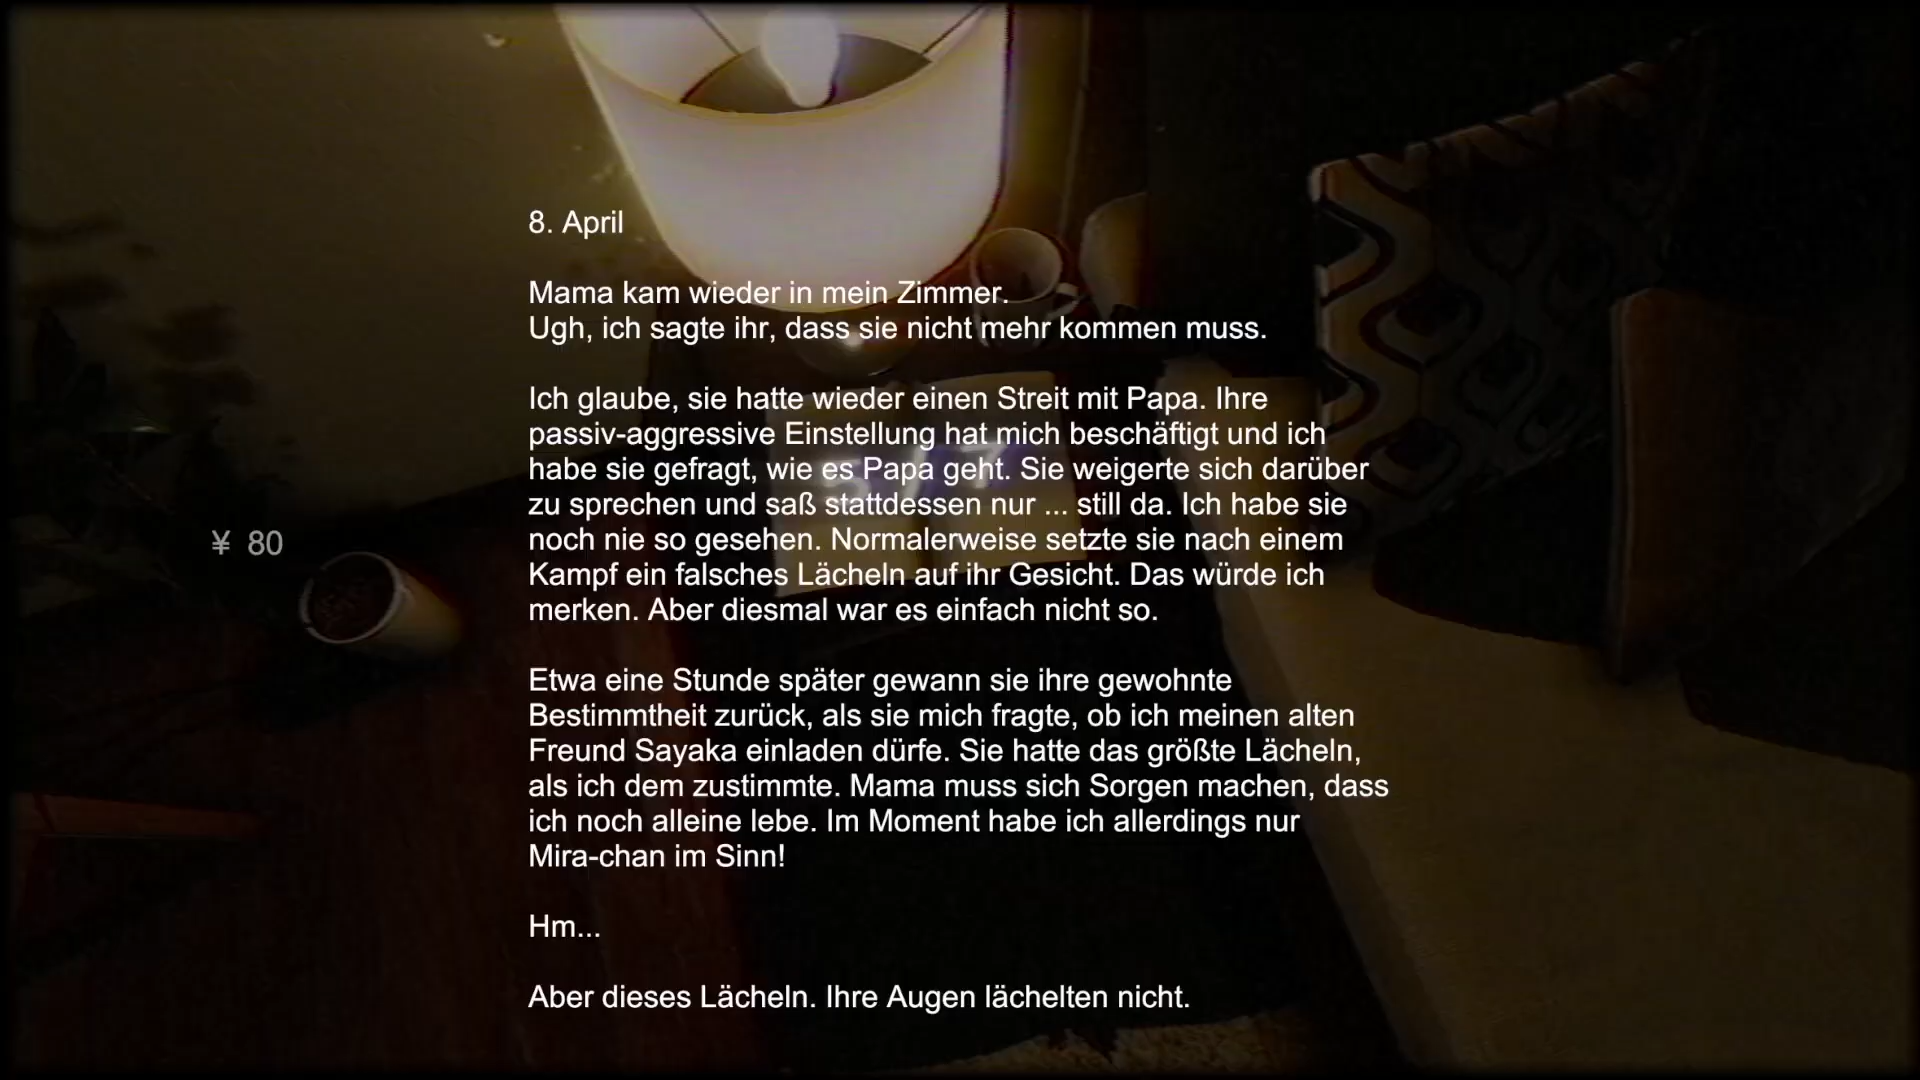 8. April
Mama kam wieder in mein Zimmer.
Ugh, ich sagte ihr, dass sie nicht mehr kommen muss.
Ich glaube, sie hatte wieder einen Streit mit Papa. Ihre
passiv-aggressive Einstellung hat mich beschäftigt und ich
habe sie gefragt, wie es Papa geht. Sie weigerte sich darüber
zu sprechen und saß stattdessen nur ... still da. Ich habe sie
noch nie so gesehen. Normalerweise setzte sie nach einem
Kampf ein falsches Lächeln auf ihr Gesicht. Das würde ich
merken. Aber diesmal war es einfach nicht so.
¥ 80
Etwa eine Stunde später gewann sie ihre gewohnte
Bestimmtheit zurück, als sie mich fragte, ob ich meinen alten
Freund Sayaka einladen dürfe. Sie hatte das größte Lächeln,
als ich dem zustimmte. Mama muss sich Sorgen machen, dass
ich noch alleine lebe. Im Moment habe ich allerdings nur
Mira-chan im Sinn!
Hm...
Aber dieses Lächeln. Ihre Augen lächelten nicht.